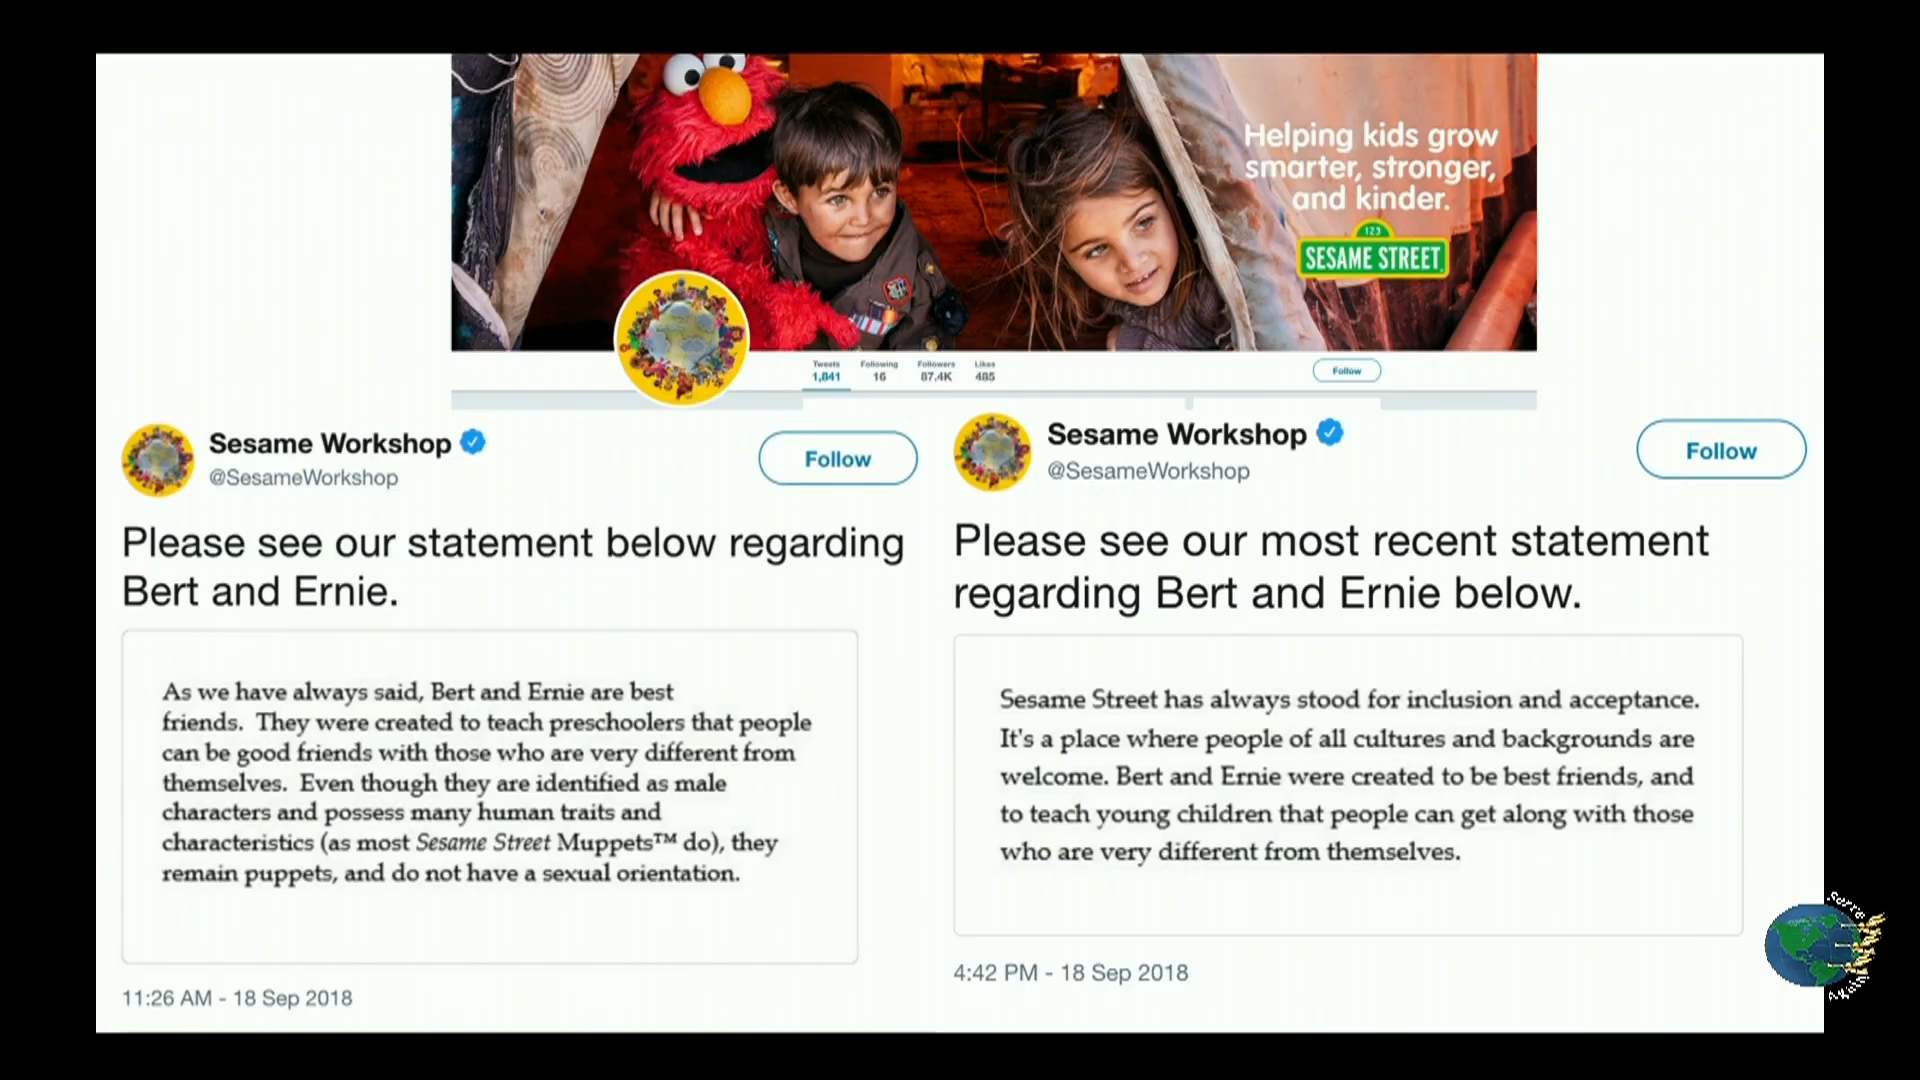 Helping kids grow
smarter, stronger,
and kinder.
123
SESAME STREET
Tweets Following Followers Likes
1,841 16 87.4K 485
Follow
Sesame Workshop
@SesameWorkshop
Follow
Please see our statement below regarding
Bert and Ernie.
As we have always said, Bert and Ernie are best
friends. They were created to teach preschoolers that people
can be good friends with those who are very different from
themselves. Even though they are identified as male
characters and possess many human traits and
characteristics (as most Sesame Street Muppets™ do), they
remain puppets, and do not have a sexual orientation.
11:26 AM - 18 Sep 2018
Sesame Workshop
@SesameWorkshop
Follow
Please see our most recent statement
regarding Bert and Ernie below.
Sesame Street has always stood for inclusion and acceptance.
It's a place where people of all cultures and backgrounds are
welcome. Bert and Ernie were created to be best friends, and
to teach young children that people can get along with those
who are very different from themselves.
4:42 PM - 18 Sep 2018